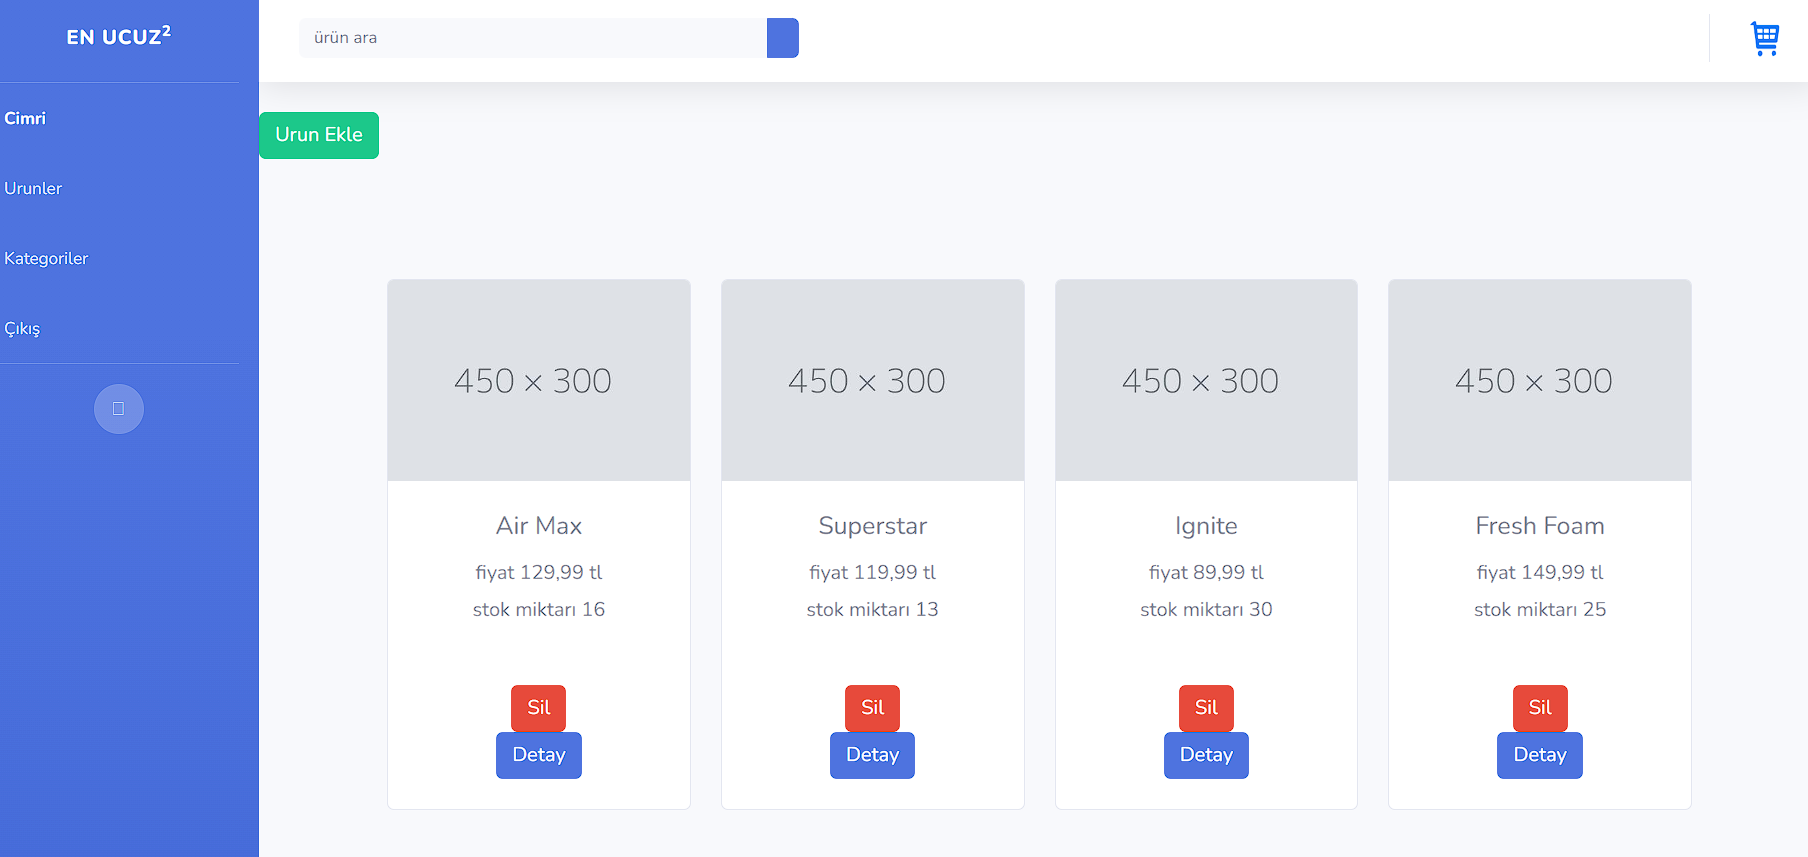 EN UCUZ²
ürün ara
Cimri
Urunler
Kategoriler
Çıkış
Urun Ekle
450 × 300
Air Max
fiyat 129,99 tl
stok miktarı 16
Sil
Detay
450 × 300
Superstar
fiyat 119,99 tl
stok miktarı 13
Sil
Detay
450 × 300
Ignite
fiyat 89,99 tl
stok miktarı 30
Sil
Detay
450 × 300
Fresh Foam
fiyat 149,99 tl
stok miktarı 25
Sil
Detay